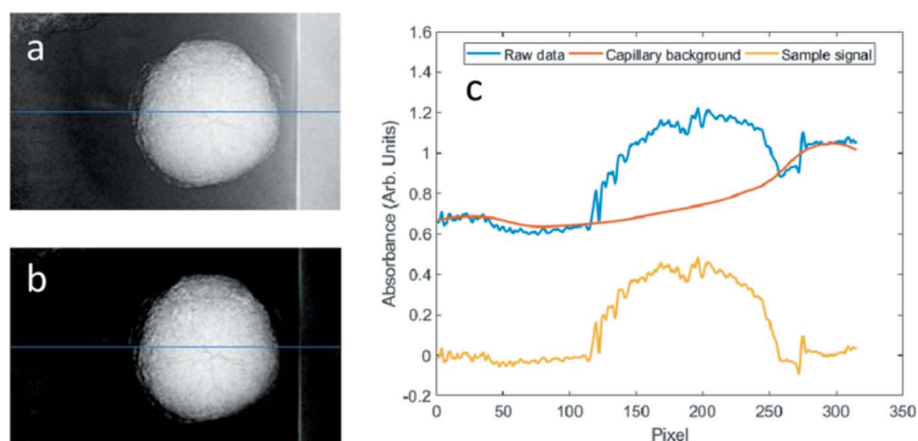 a
b
c
Raw data Capillary background Sample signal
Absorbance (Arb. Units)
1.6
1.4
1.2
1
0.8
0.6
0.4
0.2
0
-0.2
0 50 100 150 200 250 300 350
Pixel